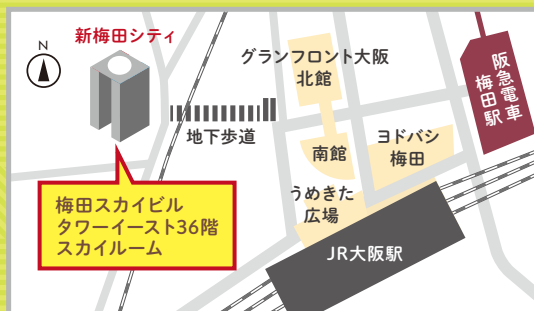 N
新梅田シティ
グランフロント大阪
北館
阪急電車
梅田駅
地下歩道
南館
ヨドバシ
梅田
うめきた
広場
梅田スカイビル
タワーイースト36階
スカイルーム
JR大阪駅